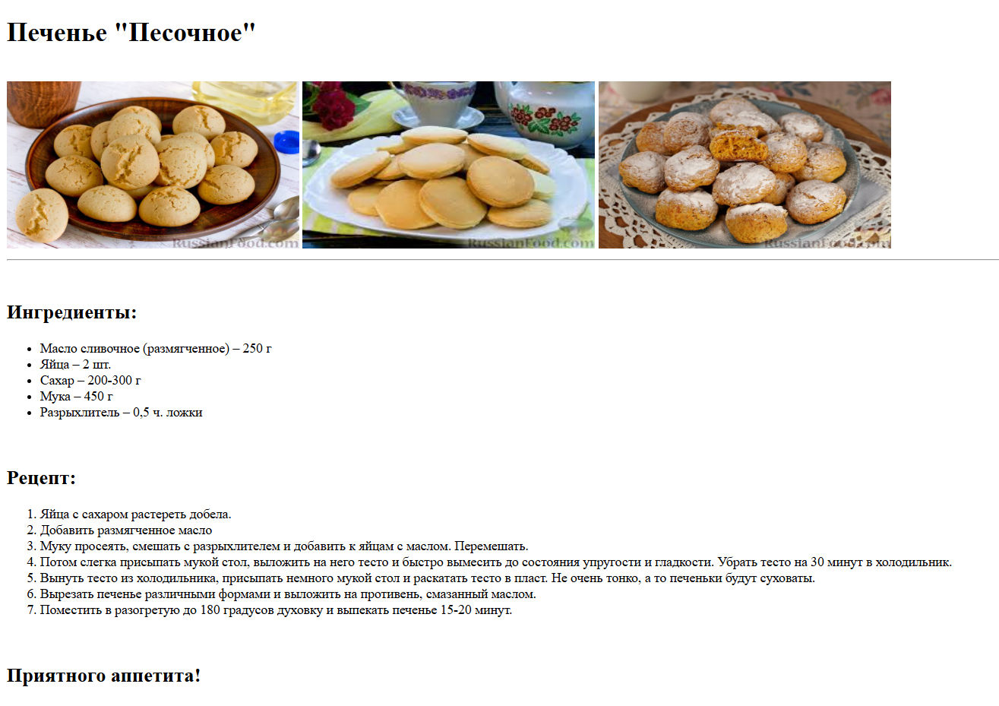 Печенье "Песочное"
RussianFood.com RussianFood.com RussianFood.com
Ингредиенты:
• Масло сливочное (размягченное) – 250 г
• Яйца – 2 шт.
• Сахар – 200-300 г
• Мука – 450 г
• Разрыхлитель – 0,5 ч. ложки
Рецепт:
1. Яйца с сахаром растереть добела.
2. Добавить размягченное масло
3. Муку просеять, смешать с разрыхлителем и добавить к яйцам с маслом. Перемешать.
4. Потом слегка присыпать мукой стол, выложить на него тесто и быстро вымесить до состояния упругости и гладкости. Убрать тесто на 30 минут в холодильник.
5. Вынуть тесто из холодильника, присыпать немного мукой стол и раскатать тесто в пласт. Не очень тонко, а то печеньки будут суховаты.
6. Вырезать печенье различными формами и выложить на противень, смазанный маслом.
7. Поместить в разогретую до 180 градусов духовку и выпекать печенье 15-20 минут.
Приятного аппетита!